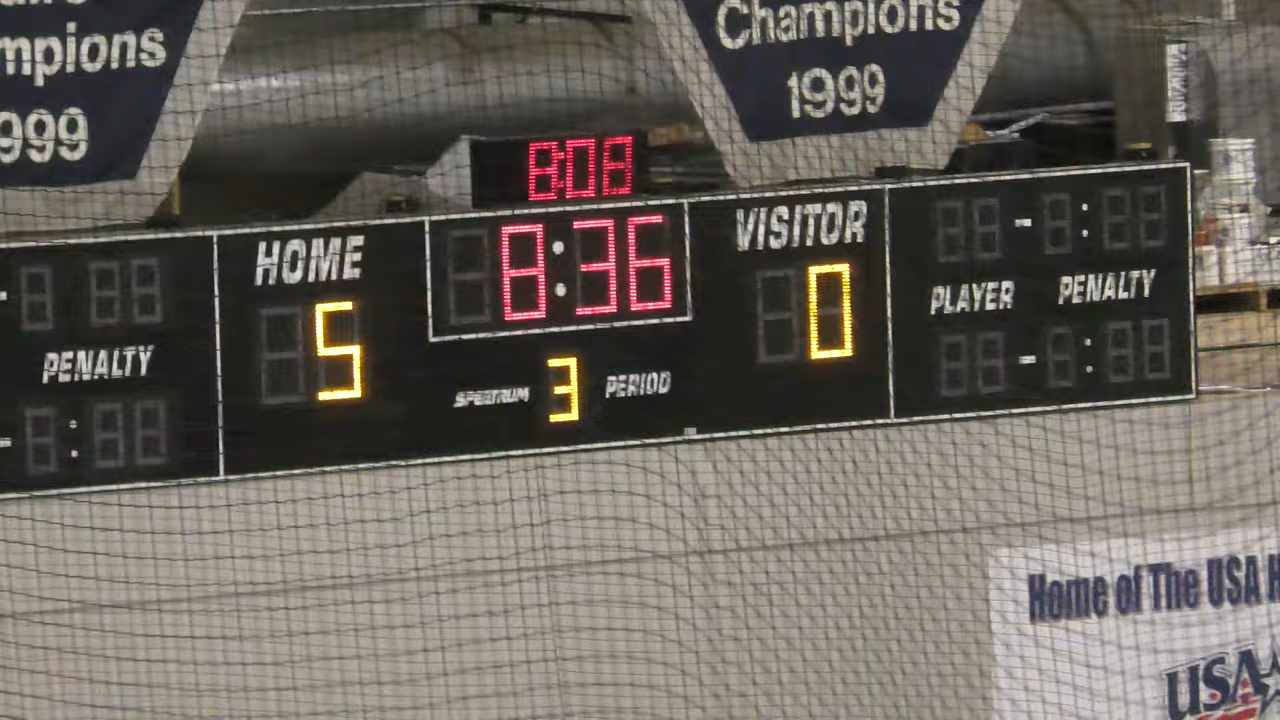 mpions
999
Champions
1999
8:08
HOME
8:36
VISITOR
5
0
PENALTY
SPECTRUM
3
PERIOD
PLAYER
PENALTY
Home of The USA H
USA